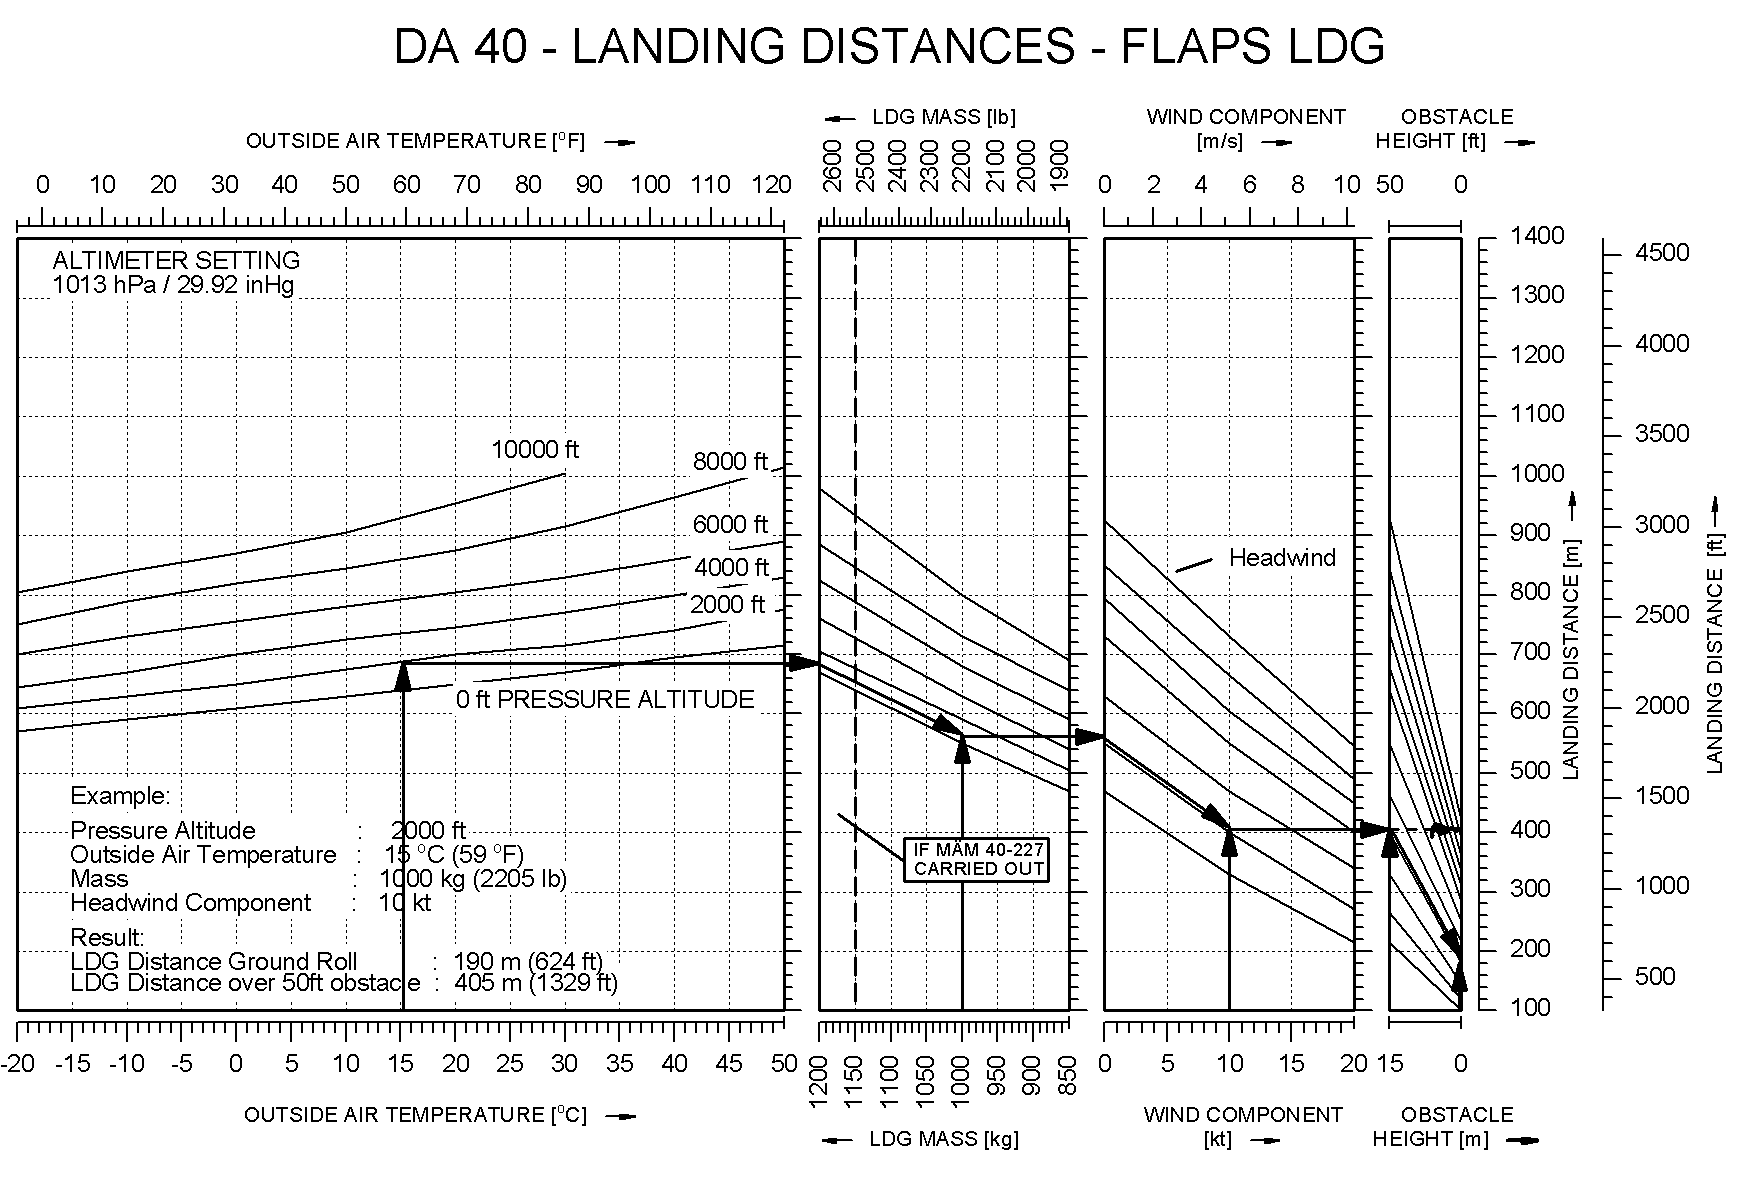 DA 40 - LANDING DISTANCES - FLAPS LDG
OUTSIDE AIR TEMPERATURE [°F]
0 10 20 30 40 50 60 70 80 90 100 110 120
LDG MASS [lb]
2600 2500 2400 2300 2200 2100 2000 1900
WIND COMPONENT
[m/s]
0 2 4 6 8 10
OBSTACLE
HEIGHT [ft]
50 0
ALTIMETER SETTING
1013 hPa / 29.92 inHg
10000 ft
8000 ft
6000 ft
4000 ft
2000 ft
0 ft PRESSURE ALTITUDE
Example:
Pressure Altitude : 2000 ft
Outside Air Temperature : 15 °C (59 °F)
Mass : 1000 kg (2205 lb)
Headwind Component : 10 kt
Result:
LDG Distance Ground Roll : 190 m (624 ft)
LDG Distance over 50ft obstacle : 405 m (1329 ft)
IF MÄM 40-227
CARRIED OUT
Headwind
1400
1300
1200
1100
1000
900
800
700
600
500
400
300
200
100
LANDING DISTANCE [m]
4500
4000
3500
3000
2500
2000
1500
1000
500
LANDING DISTANCE [ft]
-20 -15 -10 -5 0 5 10 15 20 25 30 35 40 45 50
OUTSIDE AIR TEMPERATURE [°C]
1200 1150 1100 1050 1000 950 900 850
LDG MASS [kg]
0 5 10 15 20
WIND COMPONENT
[kt]
15 0
OBSTACLE
HEIGHT [m]